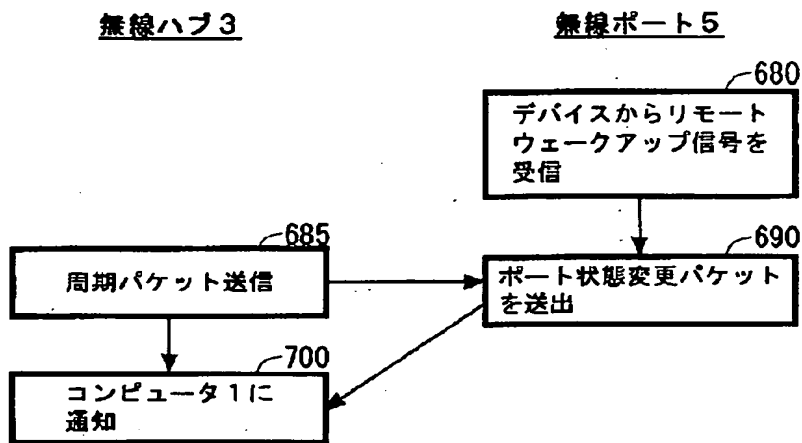 無線ハブ3
無線ポート5
680
デバイスからリモート
ウェークアップ信号を
受信
685
周期パケット送信
690
ポート状態変更パケット
を送出
700
コンピュータ1に
通知